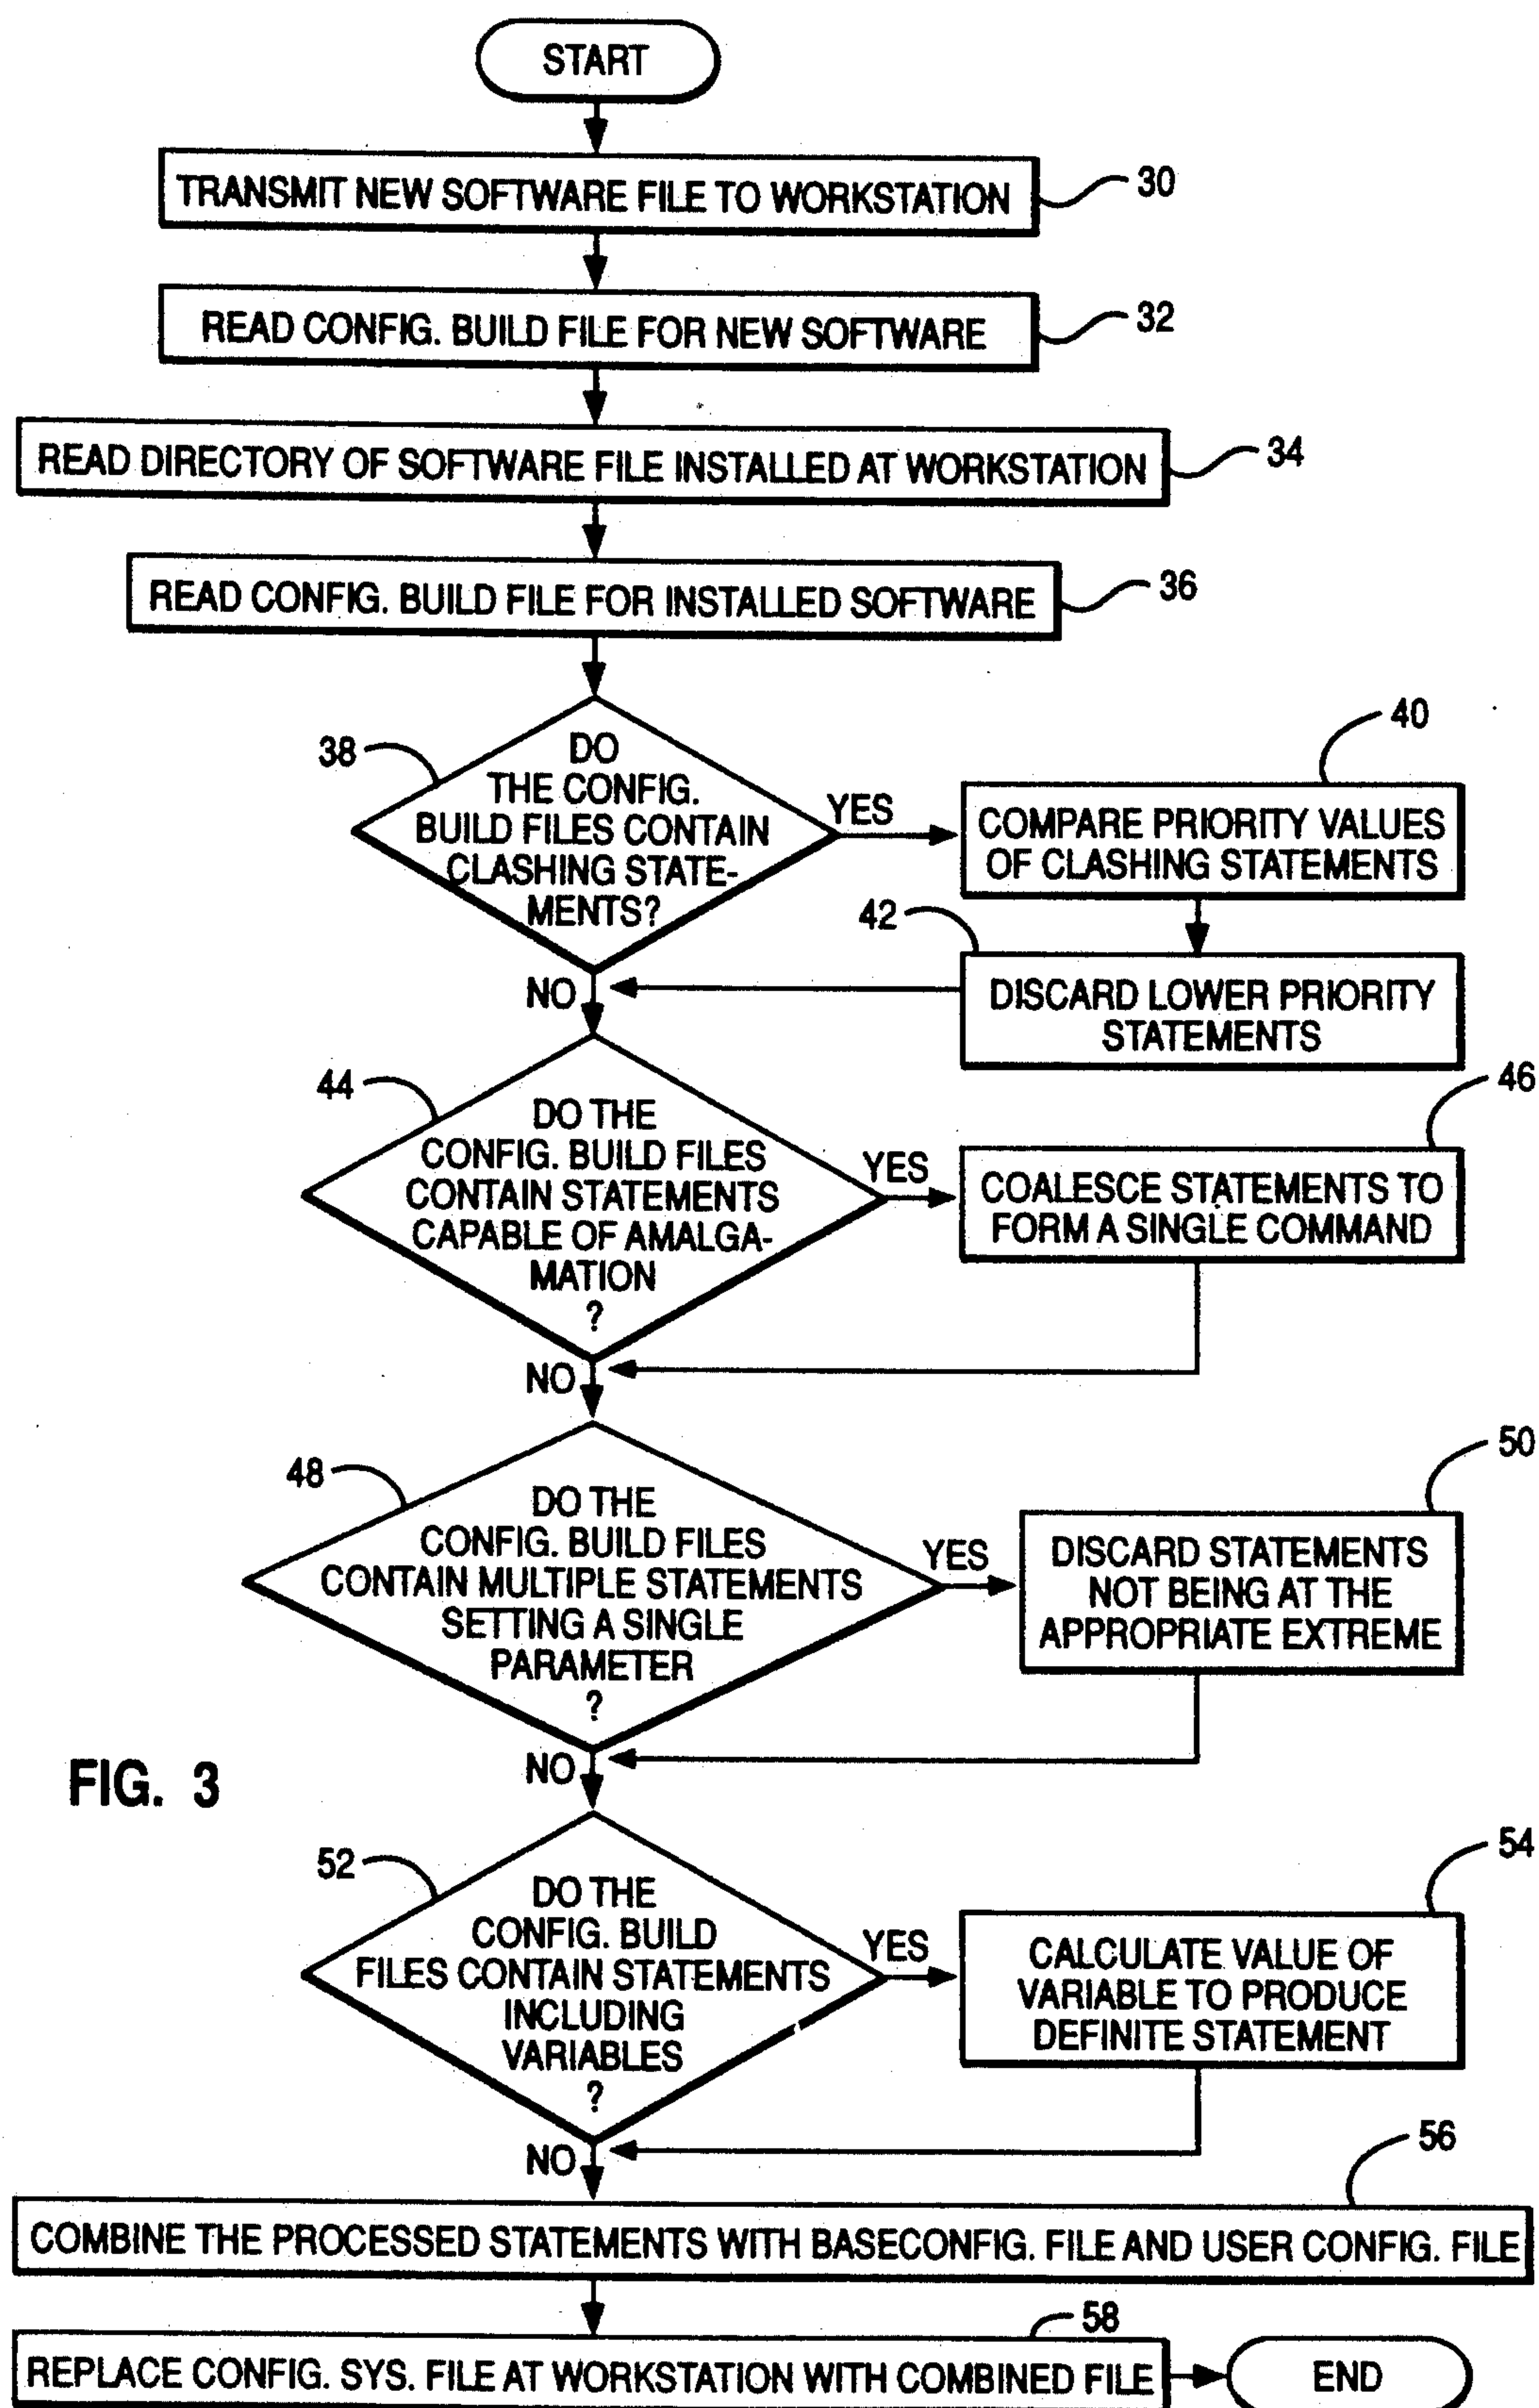 START
TRANSMIT NEW SOFTWARE FILE TO WORKSTATION
30
READ CONFIG. BUILD FILE FOR NEW SOFTWARE
32
READ DIRECTORY OF SOFTWARE FILE INSTALLED AT WORKSTATION
34
READ CONFIG. BUILD FILE FOR INSTALLED SOFTWARE
36
38
DO
THE CONFIG.
BUILD FILES CONTAIN
CLASHING STATE-
MENTS?
YES
40
COMPARE PRIORITY VALUES
OF CLASHING STATEMENTS
42
DISCARD LOWER PRIORITY
STATEMENTS
NO
44
DO THE
CONFIG. BUILD FILES
CONTAIN STATEMENTS
CAPABLE OF AMALGA-
MATION
?
YES
46
COALESCE STATEMENTS TO
FORM A SINGLE COMMAND
NO
48
DO THE
CONFIG. BUILD FILES
CONTAIN MULTIPLE STATEMENTS
SETTING A SINGLE
PARAMETER
?
YES
50
DISCARD STATEMENTS
NOT BEING AT THE
APPROPRIATE EXTREME
NO
FIG. 3
52
DO THE
CONFIG. BUILD
FILES CONTAIN STATEMENTS
INCLUDING
VARIABLES
?
YES
54
CALCULATE VALUE OF
VARIABLE TO PRODUCE
DEFINITE STATEMENT
NO
56
COMBINE THE PROCESSED STATEMENTS WITH BASECONFIG. FILE AND USER CONFIG. FILE
58
REPLACE CONFIG. SYS. FILE AT WORKSTATION WITH COMBINED FILE
END